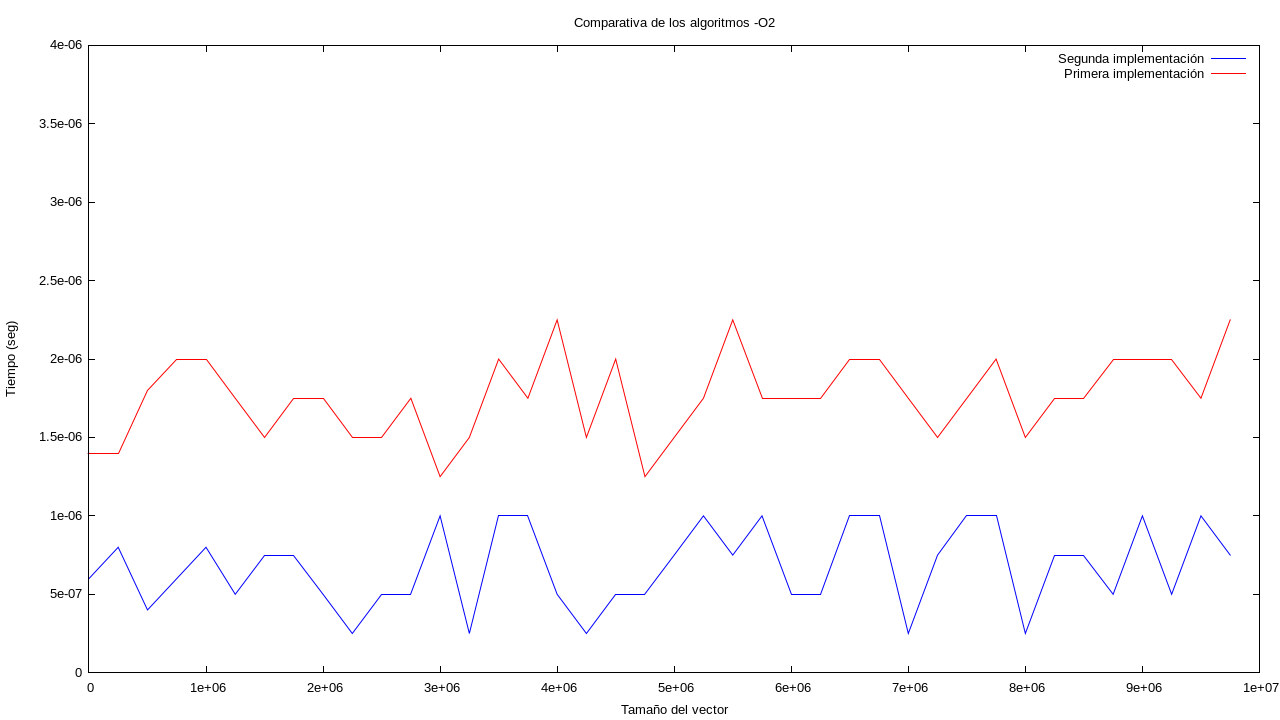 Comparativa de los algoritmos -O2
Segunda implementación
Primera implementación
4e-06
3.5e-06
3e-06
2.5e-06
2e-06
1.5e-06
1e-06
5e-07
0
Tiempo (seg)
0 1e+06 2e+06 3e+06 4e+06 5e+06 6e+06 7e+06 8e+06 9e+06 1e+07
Tamaño del vector